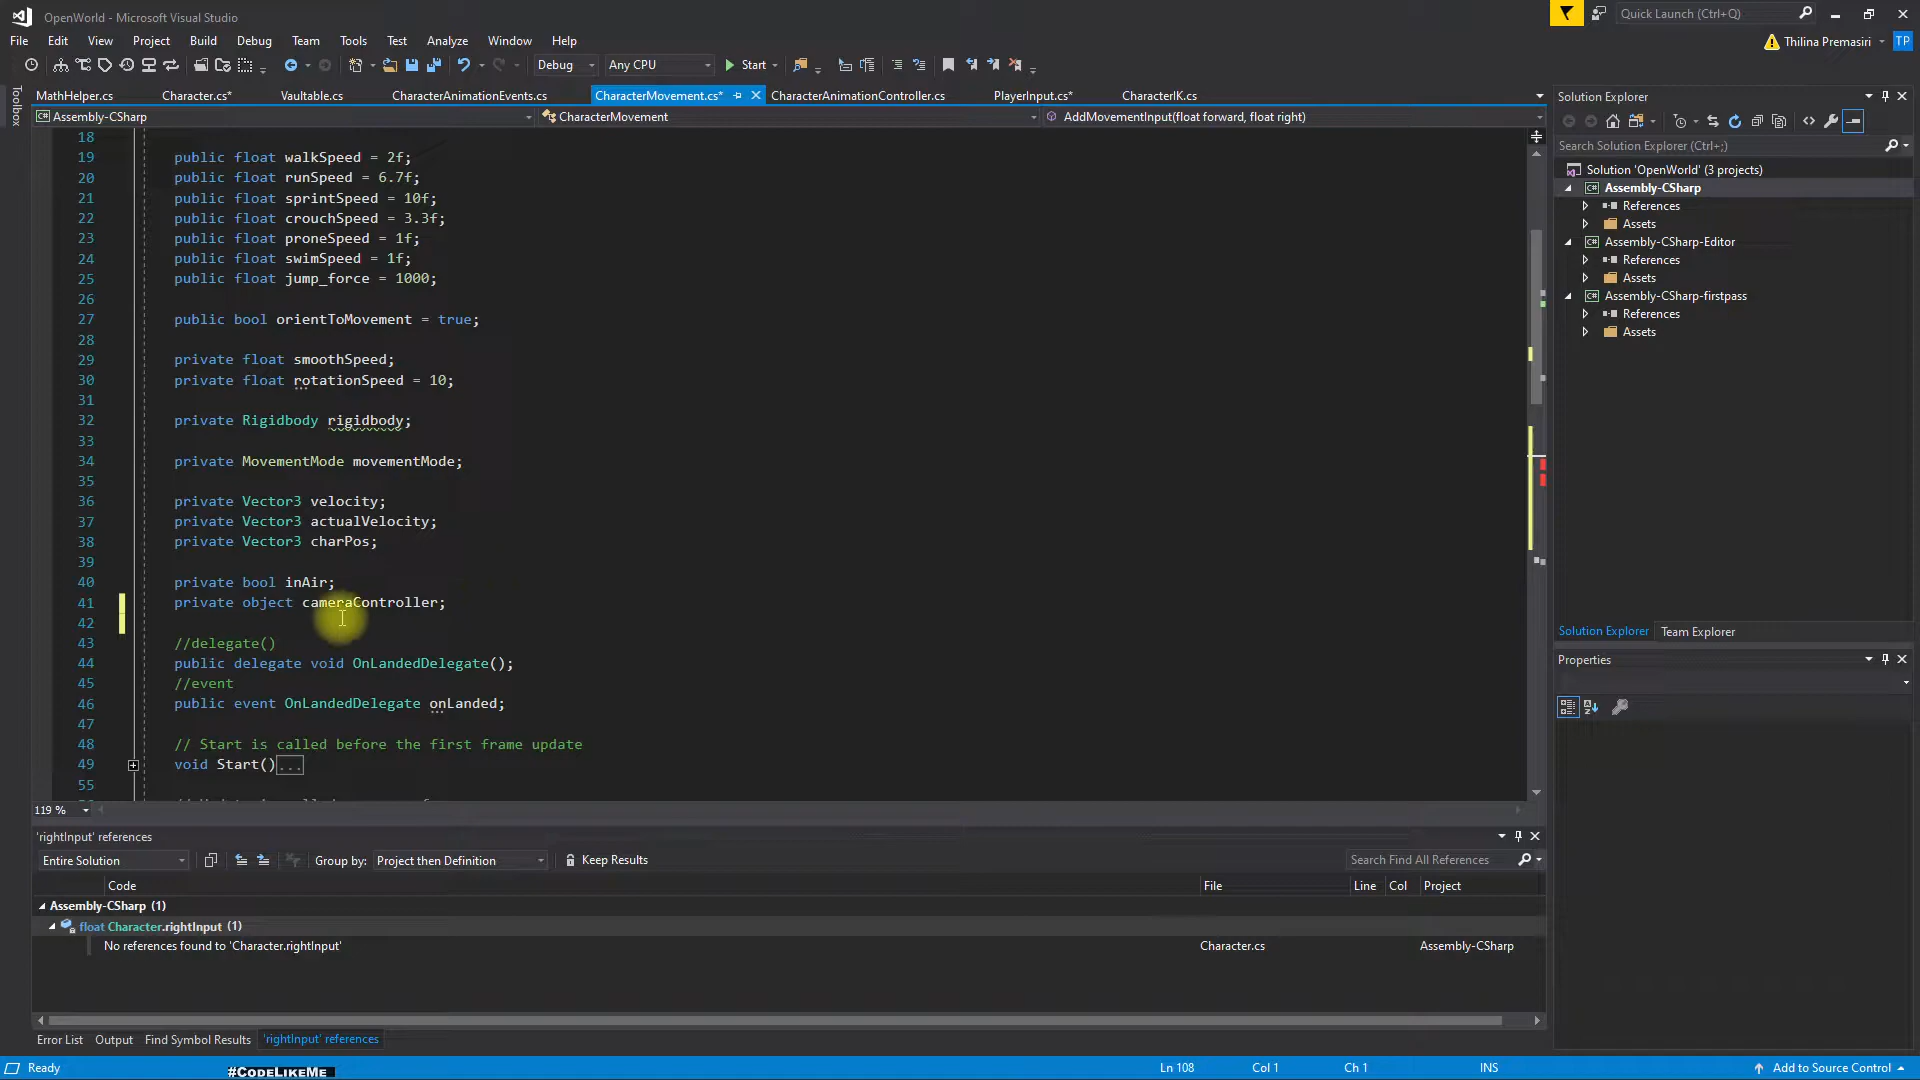 OpenWorld - Microsoft Visual Studio
Quick Launch (Ctrl+Q)
File Edit View Project Build Debug Team Tools Test Analyze Window Help
Thilina Premasiri TP
Debug Any CPU Start
Toolbox
MathHelper.cs Character.cs* Vaultable.cs CharacterAnimationEvents.cs CharacterMovement.cs* CharacterAnimationController.cs PlayerInput.cs* CharacterIK.cs
Assembly-CSharp CharacterMovement AddMovementInput(float forward, float right)
18
19 public float walkSpeed = 2f;
20 public float runSpeed = 6.7f;
21 public float sprintSpeed = 10f;
22 public float crouchSpeed = 3.3f;
23 public float proneSpeed = 1f;
24 public float swimSpeed = 1f;
25 public float jump_force = 1000;
26
27 public bool orientToMovement = true;
28
29 private float smoothSpeed;
30 private float rotationSpeed = 10;
31
32 private Rigidbody rigidbody;
33
34 private MovementMode movementMode;
35
36 private Vector3 velocity;
37 private Vector3 actualVelocity;
38 private Vector3 charPos;
39
40 private bool inAir;
41 private object cameraController;
42
43 //delegate()
44 public delegate void OnLandedDelegate();
45 //event
46 public event OnLandedDelegate onLanded;
47
48 // Start is called before the first frame update
49 void Start()...
55
119 %
Solution Explorer
Search Solution Explorer (Ctrl+;)
Solution 'OpenWorld' (3 projects)
C# Assembly-CSharp
References
Assets
C# Assembly-CSharp-Editor
References
Assets
C# Assembly-CSharp-firstpass
References
Assets
Solution Explorer Team Explorer
Properties
'rightInput' references
Entire Solution Group by: Project then Definition Keep Results Search Find All References
Code File Line Col Project
Assembly-CSharp (1)
float Character.rightInput (1)
No references found to 'Character.rightInput' Character.cs Assembly-CSharp
Error List Output Find Symbol Results 'rightInput' references
Ready #CodeLikeMe Ln 108 Col 1 Ch 1 INS Add to Source Control